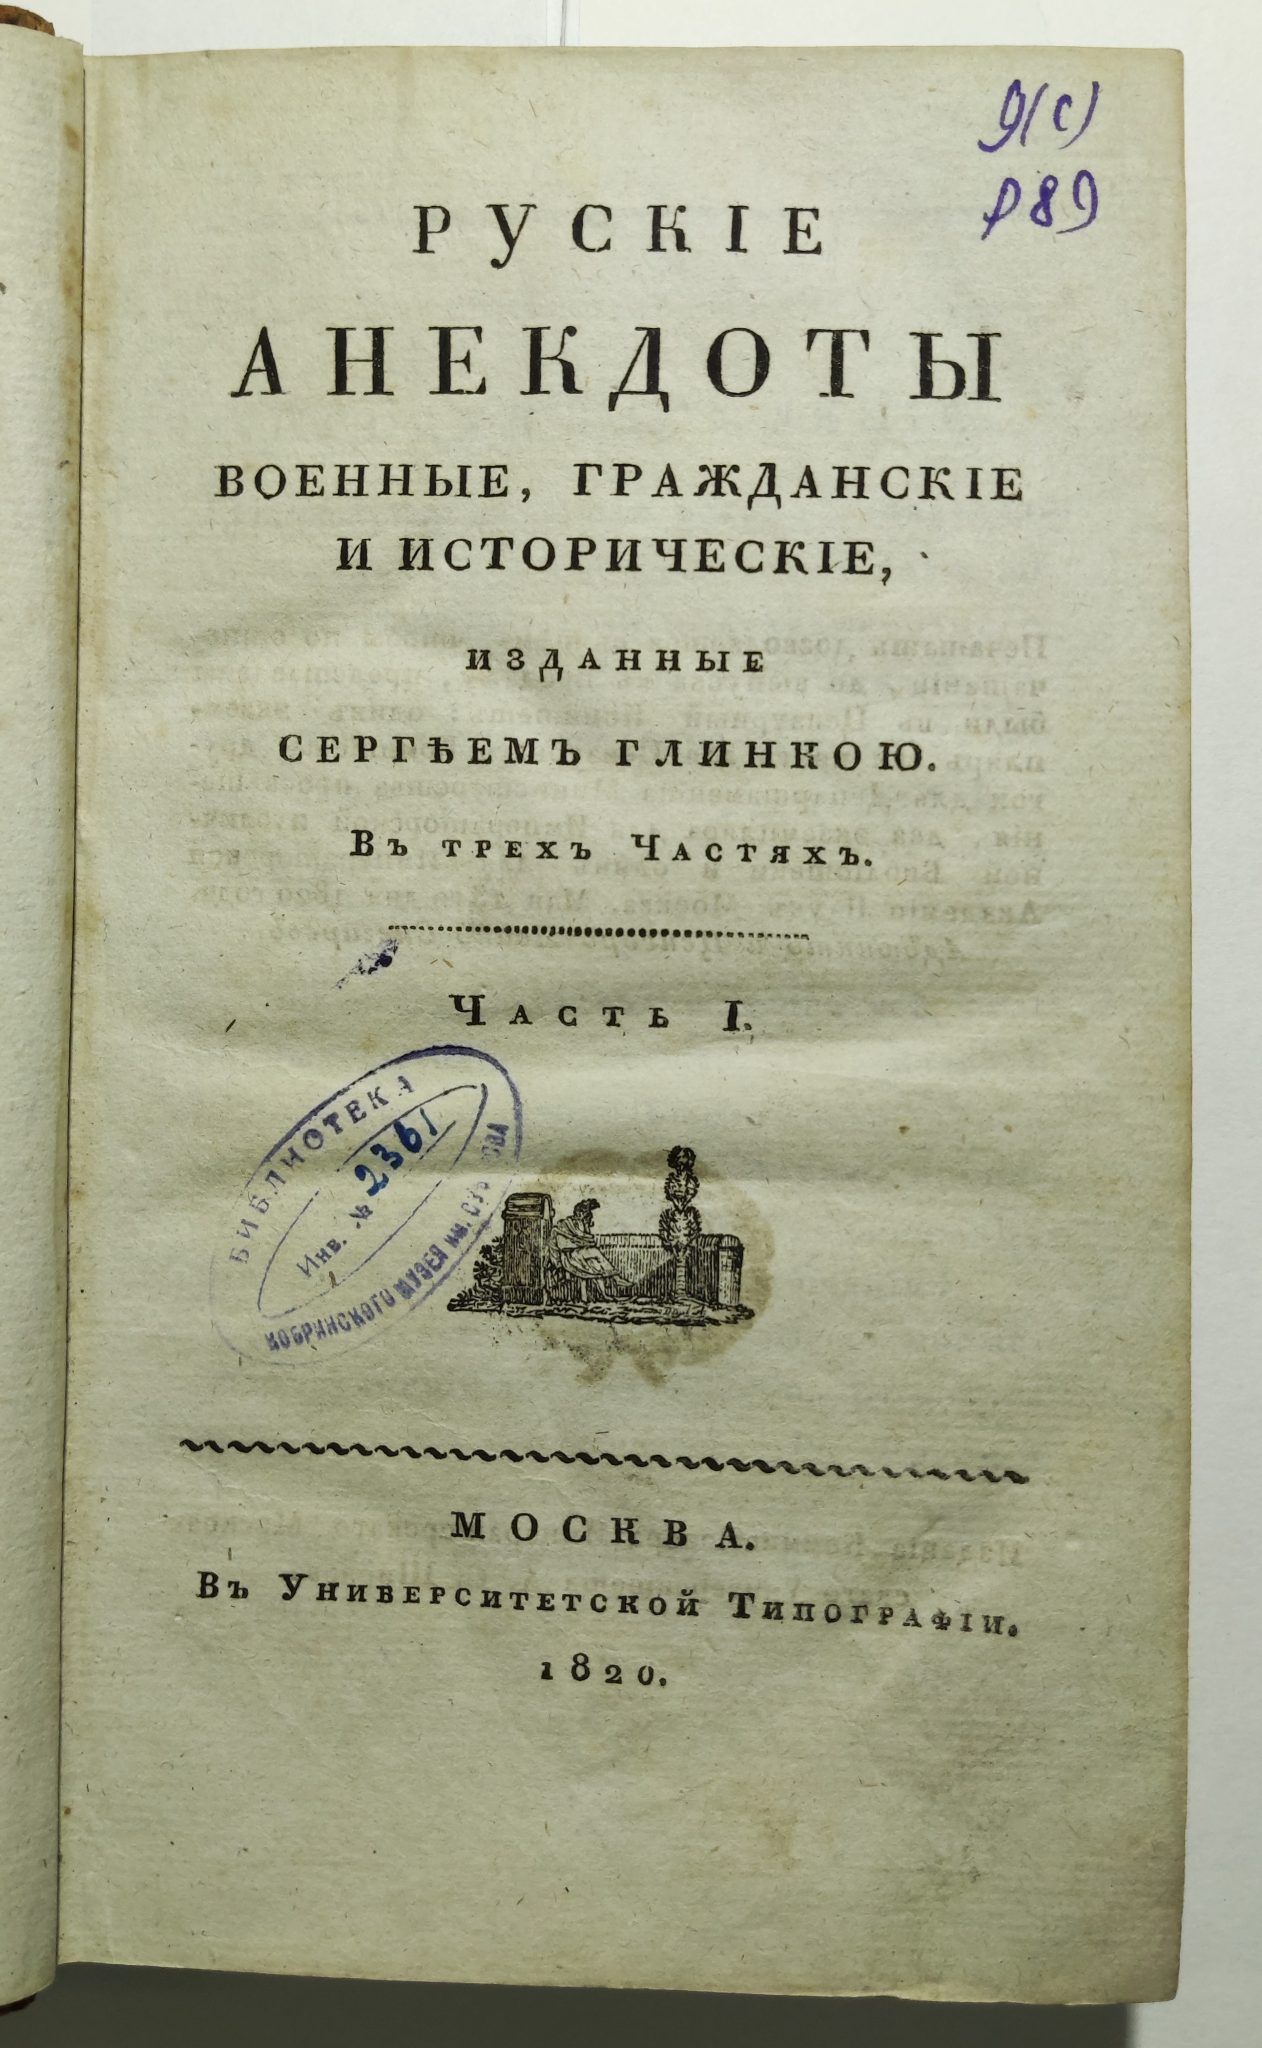 9(с)
Р89
РУСКІЕ
АНЕКДОТЫ
ВОЕННЫЕ, ГРАЖДАНСКІЕ
И ИСТОРИЧЕСКІЕ,
ИЗДАННЫЕ
СЕРГѢЕМЪ ГЛИНКОЮ.
ВЪ ТРЕХЪ ЧАСТЯХЪ.
ЧАСТЬ I.
БИБЛИОТЕКА
Инв. № 2361
КОБРИНСКОГО МУЗЕЯ ИМ.
МОСКВА.
ВЪ УНИВЕРСИТЕТСКОЙ ТИПОГРАФІИ.
1820.